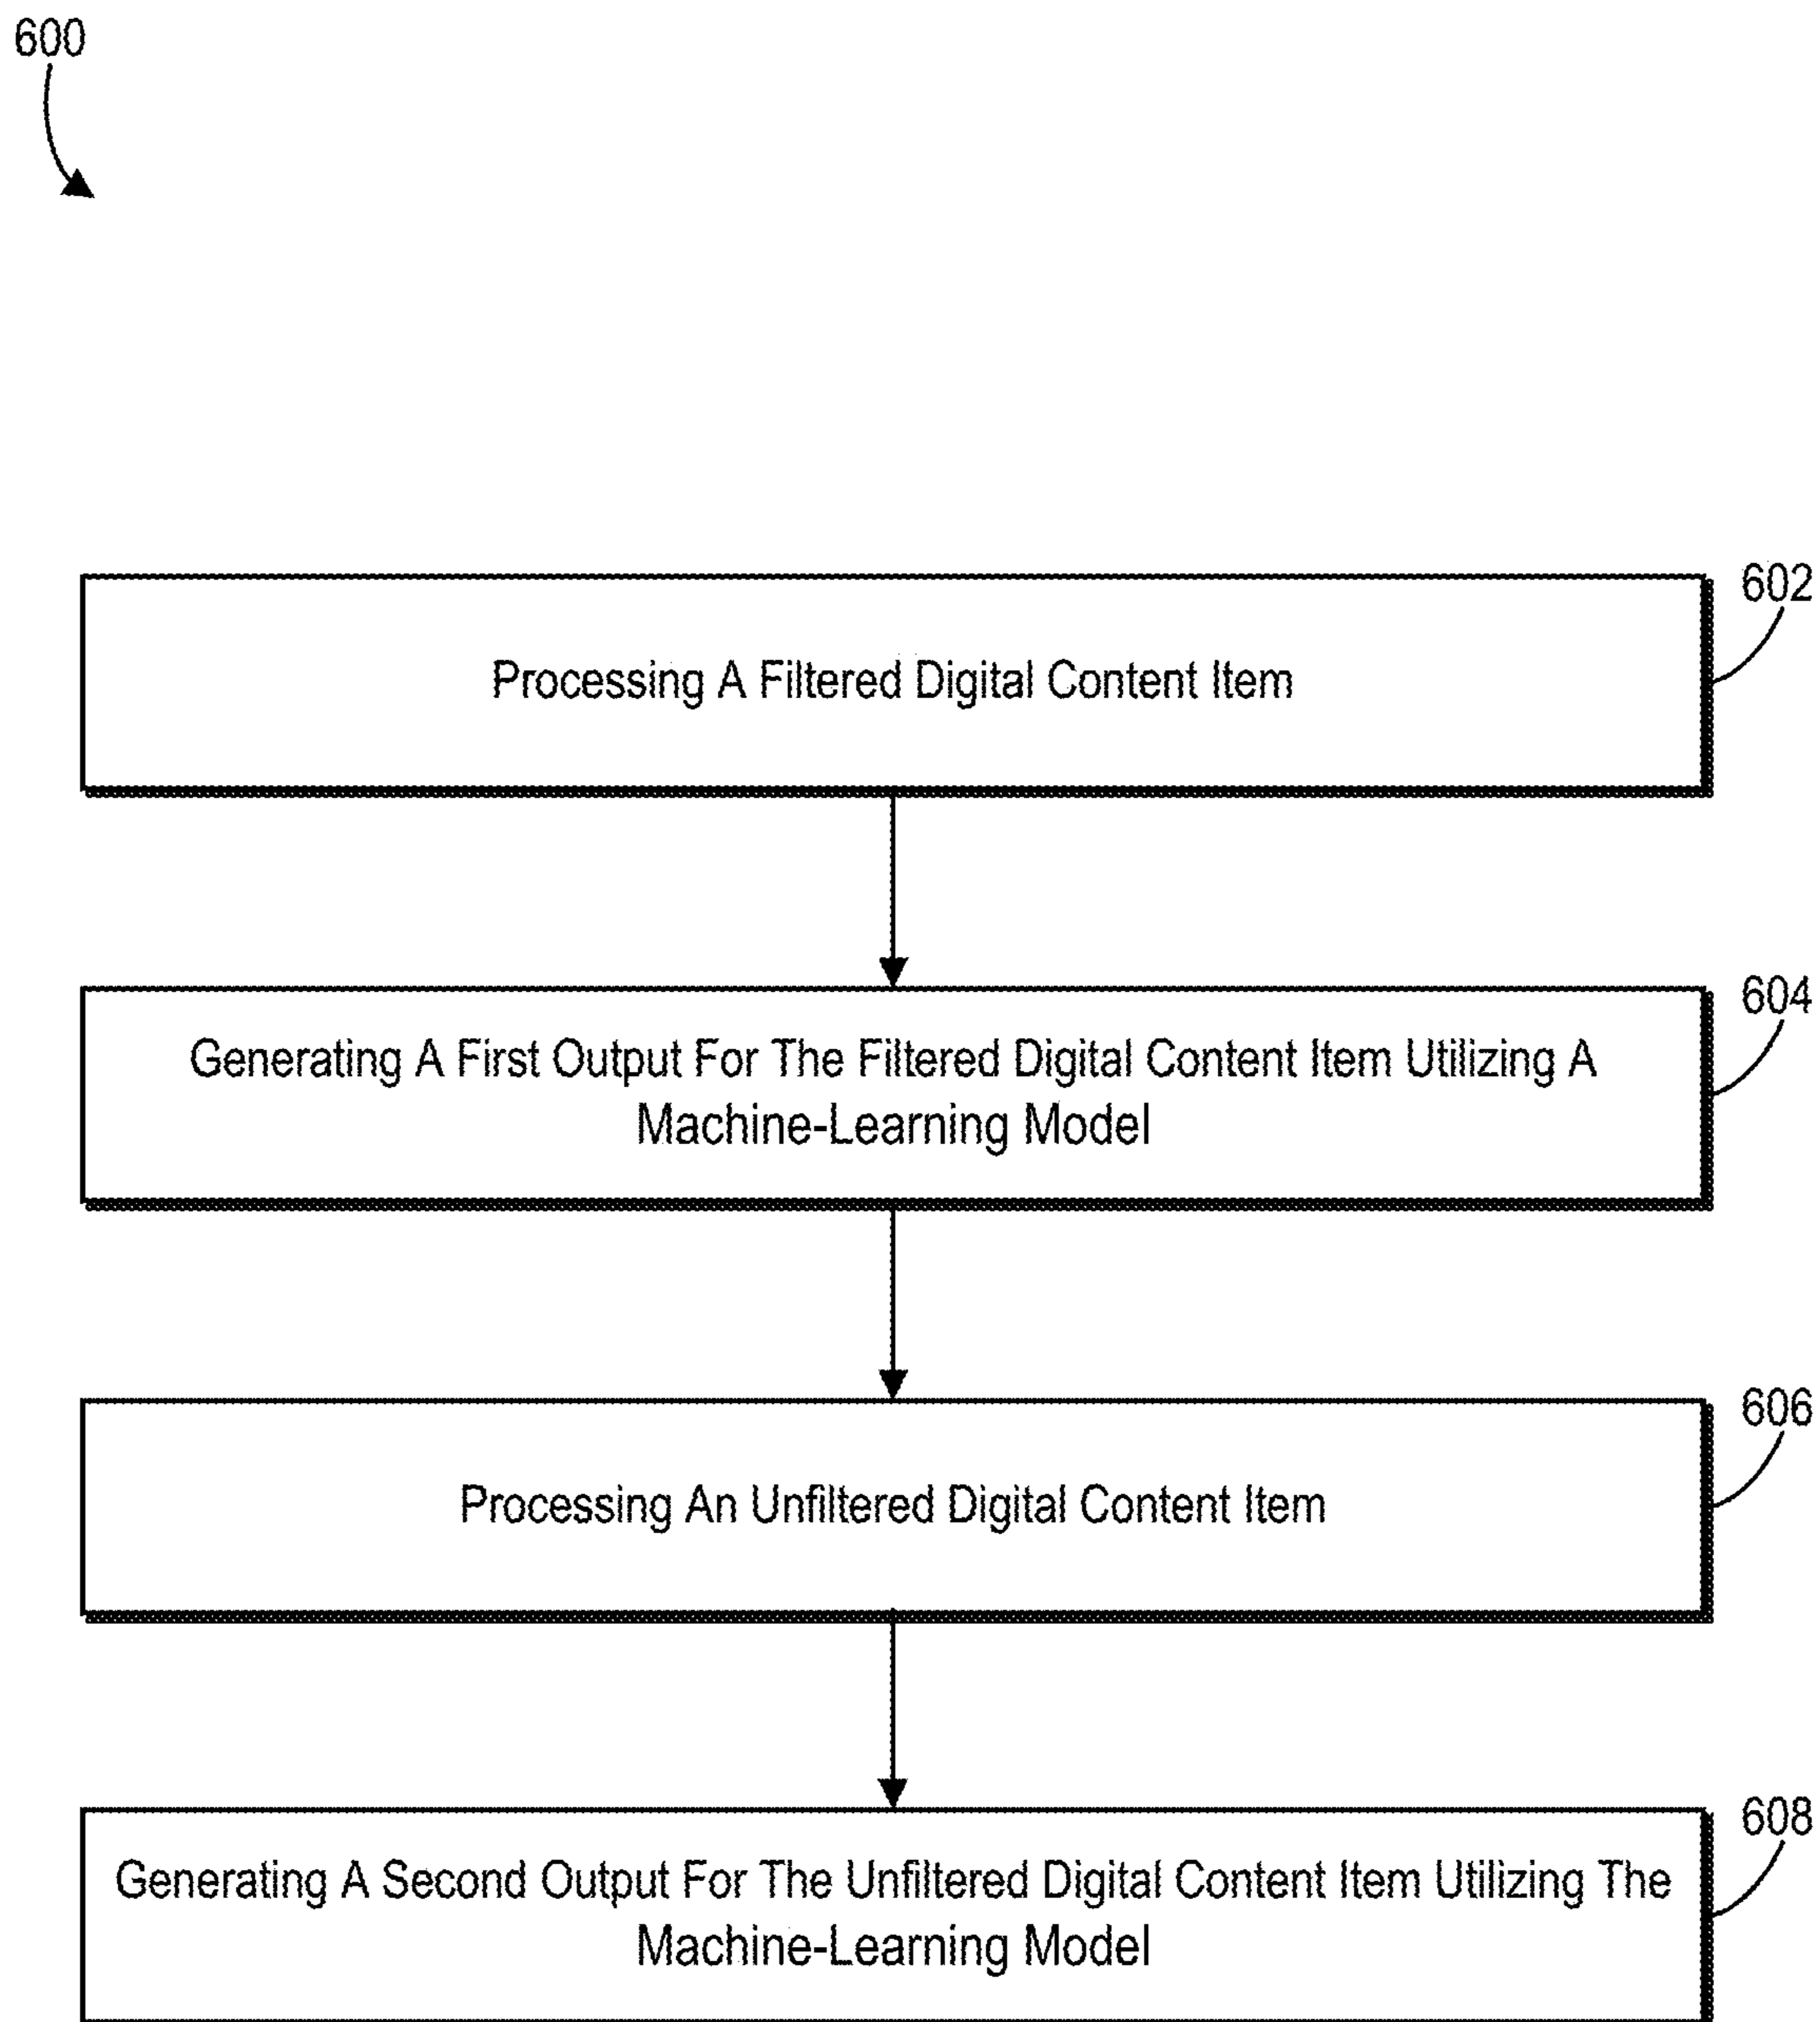 600
602
Processing A Filtered Digital Content Item
604
Generating A First Output For The Filtered Digital Content Item Utilizing A
Machine-Learning Model
606
Processing An Unfiltered Digital Content Item
608
Generating A Second Output For The Unfiltered Digital Content Item Utilizing The
Machine-Learning Model